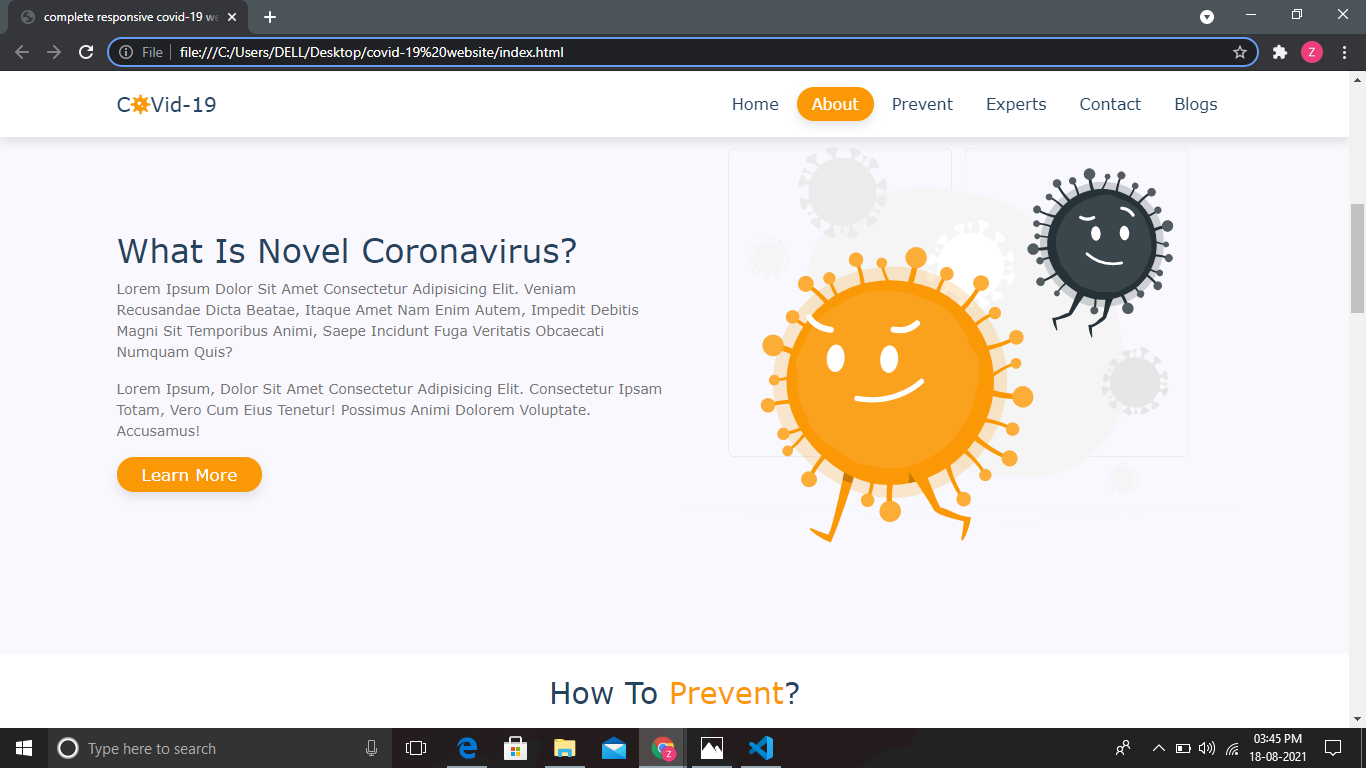 complete responsive covid-19 we
File
file:///C:/Users/DELL/Desktop/covid-19%20website/index.html
Z
C Vid-19
Home
About
Prevent
Experts
Contact
Blogs
What Is Novel Coronavirus?
Lorem Ipsum Dolor Sit Amet Consectetur Adipisicing Elit. Veniam
Recusandae Dicta Beatae, Itaque Amet Nam Enim Autem, Impedit Debitis
Magni Sit Temporibus Animi, Saepe Incidunt Fuga Veritatis Obcaecati
Numquam Quis?
Lorem Ipsum, Dolor Sit Amet Consectetur Adipisicing Elit. Consectetur Ipsam
Totam, Vero Cum Eius Tenetur! Possimus Animi Dolorem Voluptate.
Accusamus!
Learn More
How To Prevent?
Type here to search
Z
03:45 PM
18-08-2021